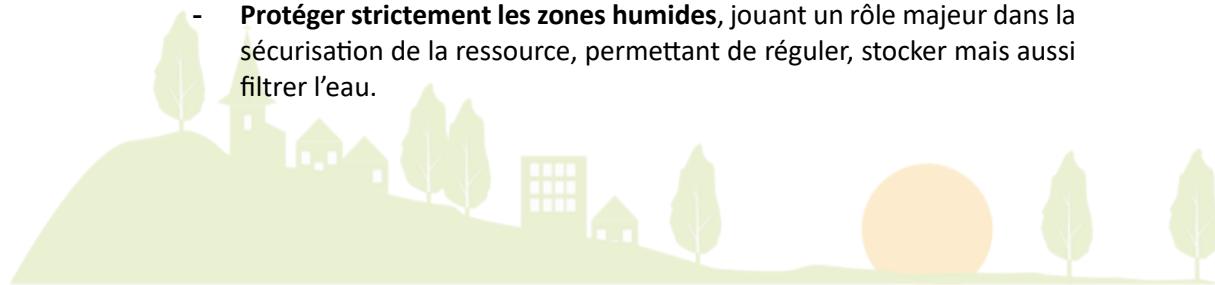 - Protéger strictement les zones humides, jouant un rôle majeur dans la
sécurisation de la ressource, permettant de réguler, stocker mais aussi
filtrer l’eau.